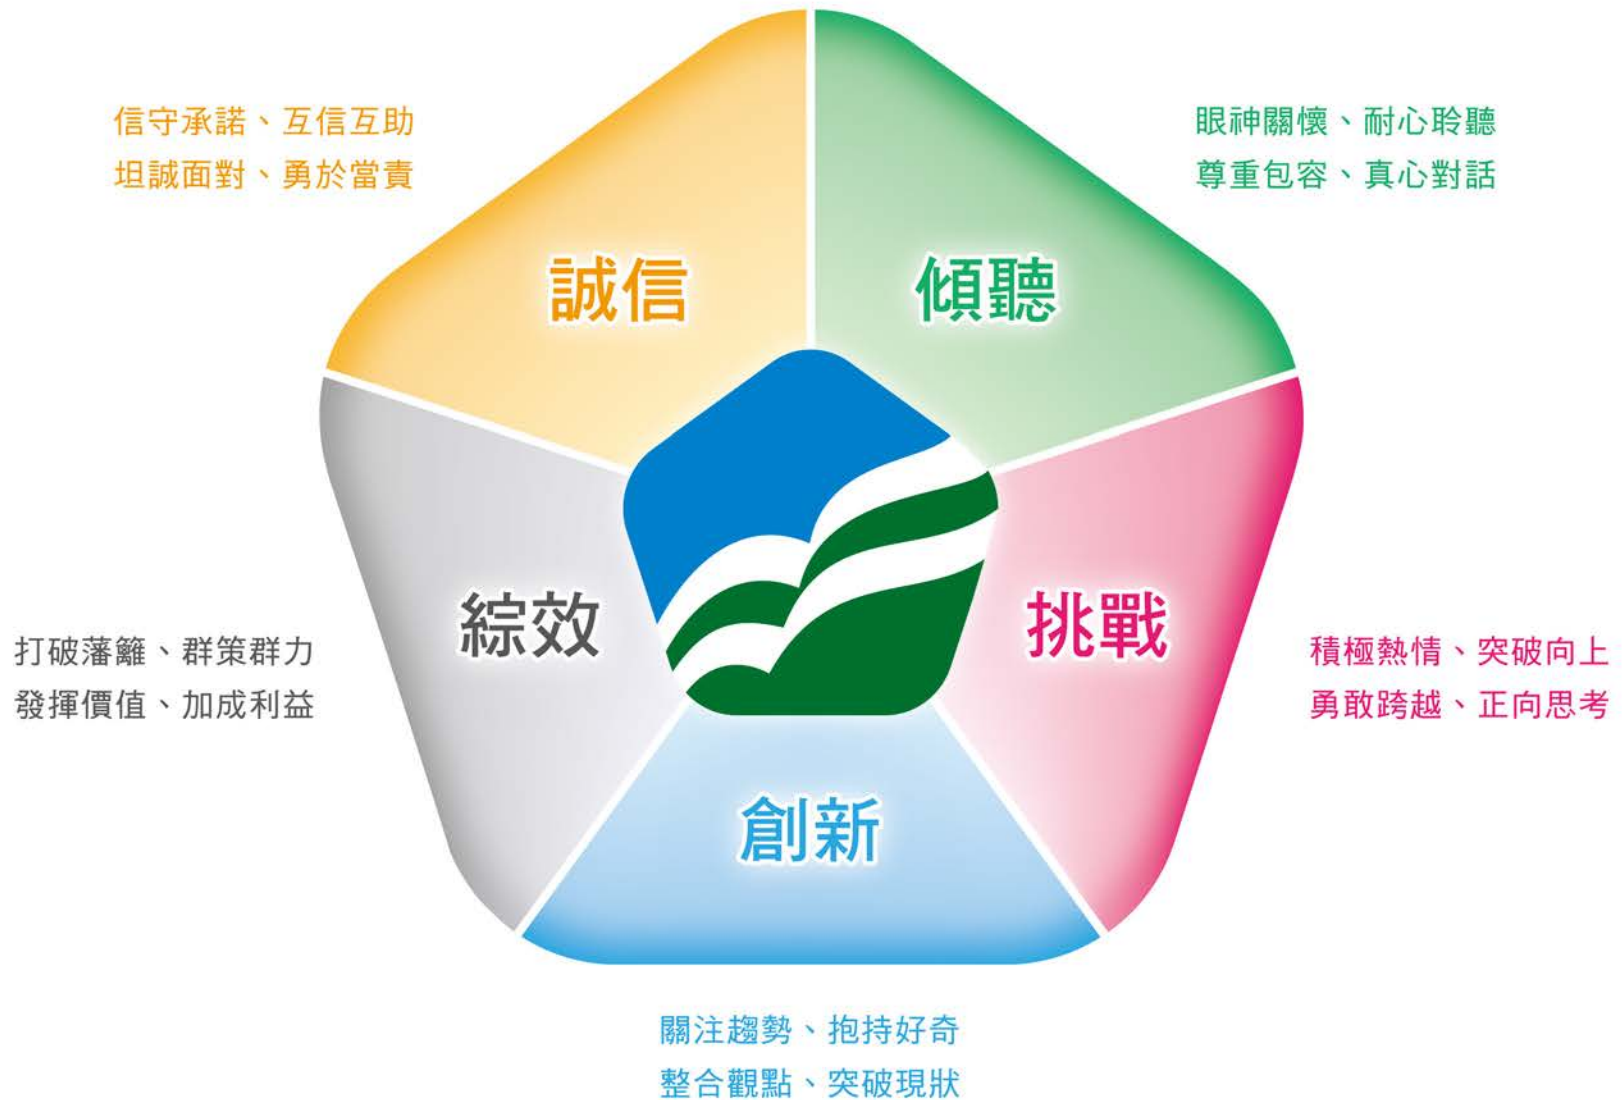 信守承諾、互信互助
坦誠面對、勇於當責
眼神關懷、耐心聆聽
尊重包容、真心對話
誠信
傾聽
綜效
挑戰
打破藩籬、群策群力
發揮價值、加成利益
積極熱情、突破向上
勇敢跨越、正向思考
創新
關注趨勢、抱持好奇
整合觀點、突破現狀